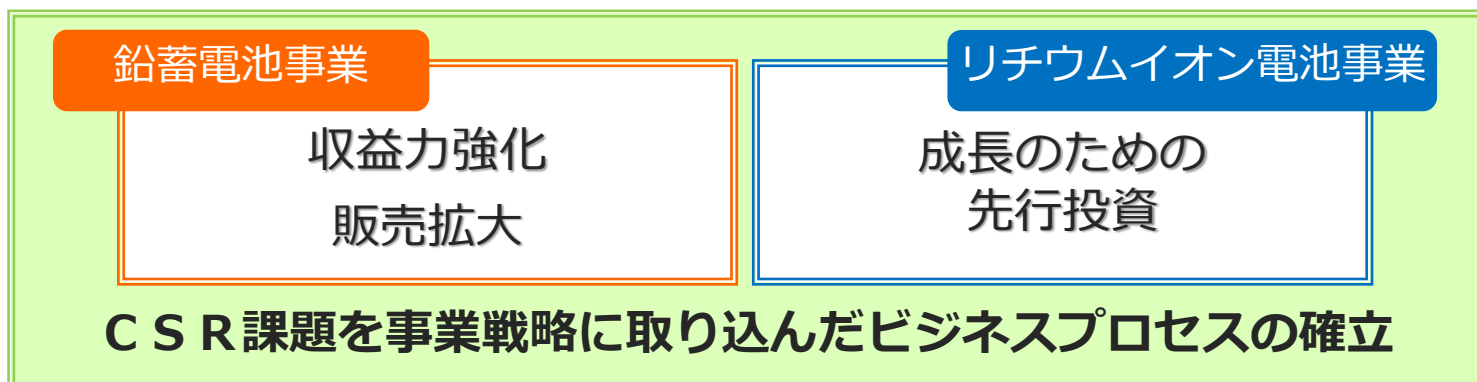 鉛蓄電池事業
収益力強化
販売拡大
リチウムイオン電池事業
成長のための
先行投資
ＣＳＲ課題を事業戦略に取り込んだビジネスプロセスの確立